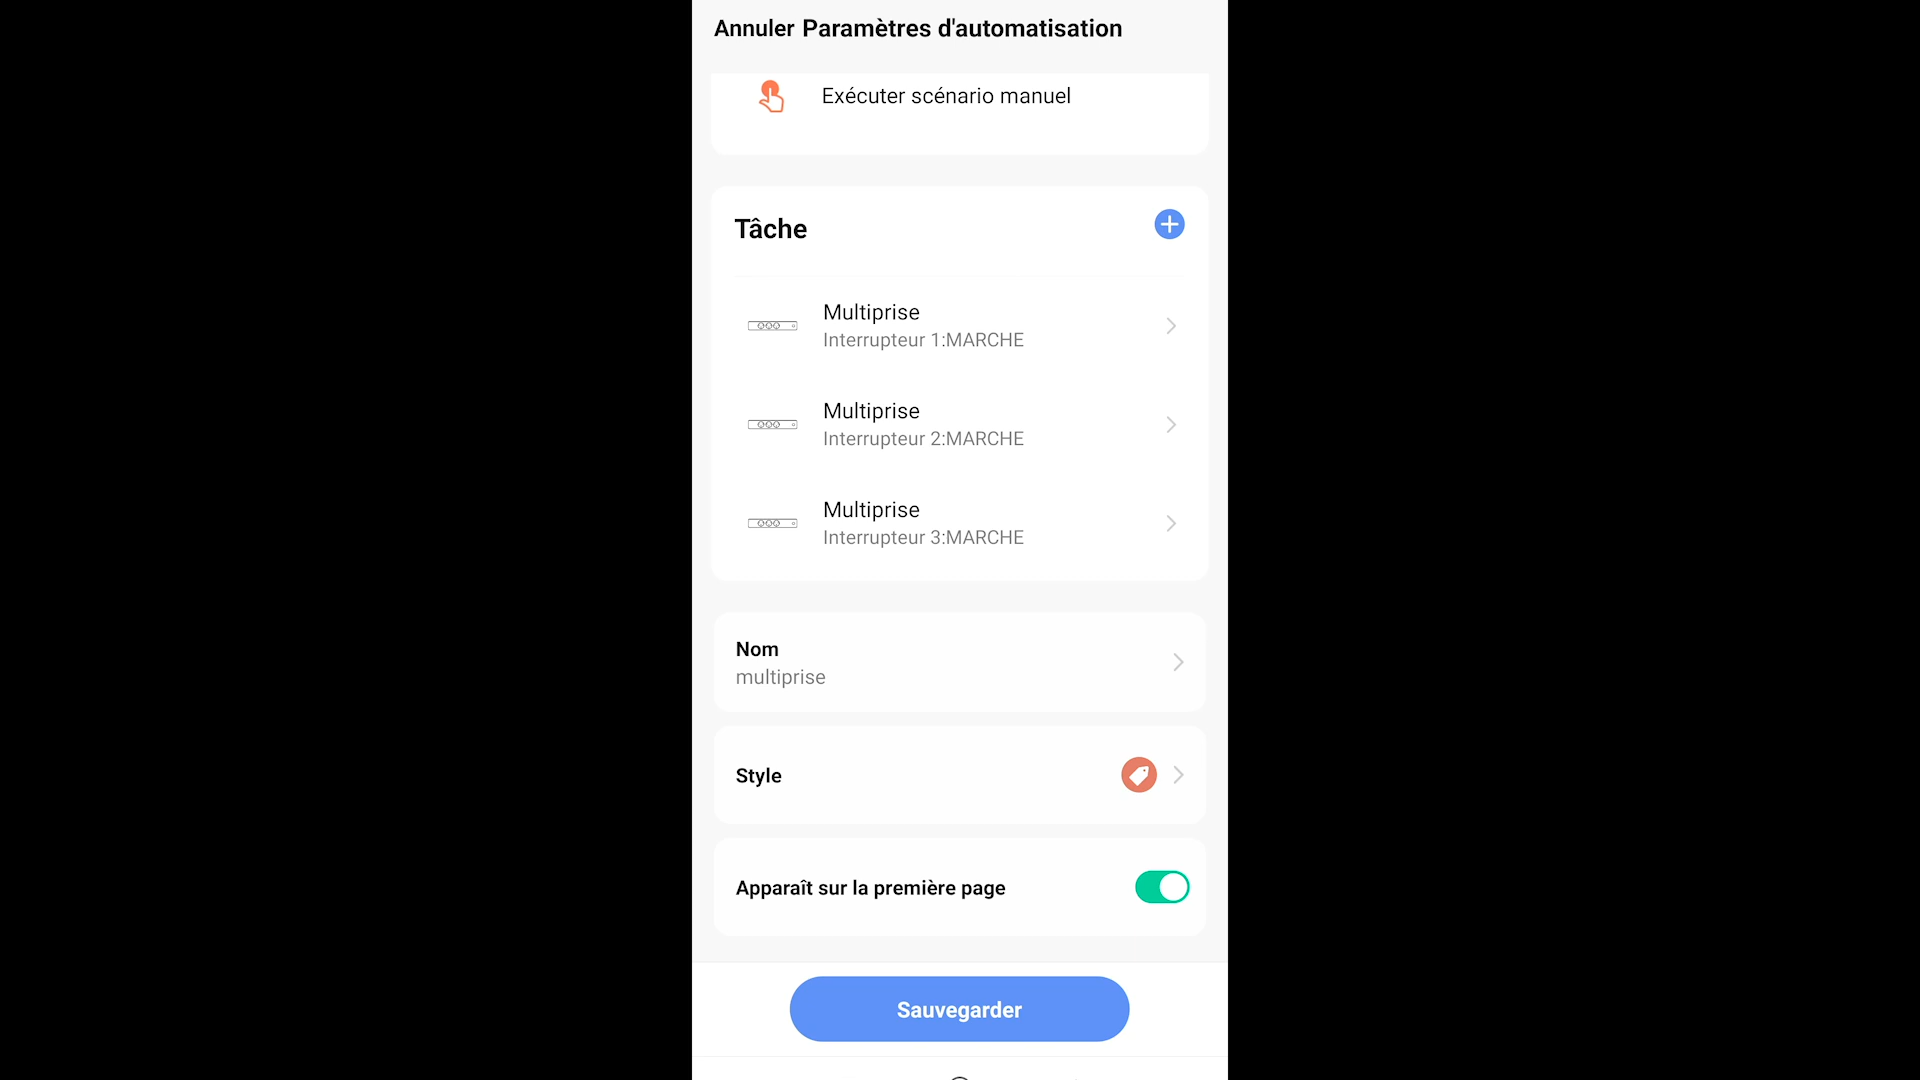 Annuler Paramètres d'automatisation
Exécuter scénario manuel
Tâche
Multiprise
Interrupteur 1:MARCHE
Multiprise
Interrupteur 2:MARCHE
Multiprise
Interrupteur 3:MARCHE
Nom
multiprise
Style
Apparaît sur la première page
Sauvegarder